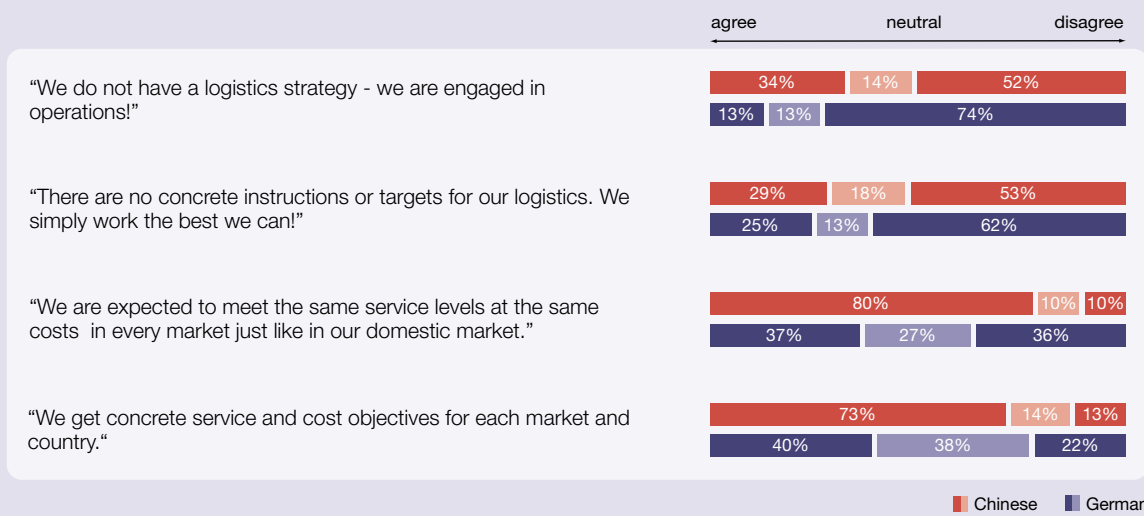 agree neutral disagree
“We do not have a logistics strategy - we are engaged in
operations!”
34% 14% 52%
13% 13% 74%
“There are no concrete instructions or targets for our logistics. We
simply work the best we can!”
29% 18% 53%
25% 13% 62%
“We are expected to meet the same service levels at the same
costs  in every market just like in our domestic market.”
80% 10% 10%
37% 27% 36%
“We get concrete service and cost objectives for each market and
country.“
73% 14% 13%
40% 38% 22%
Chinese German